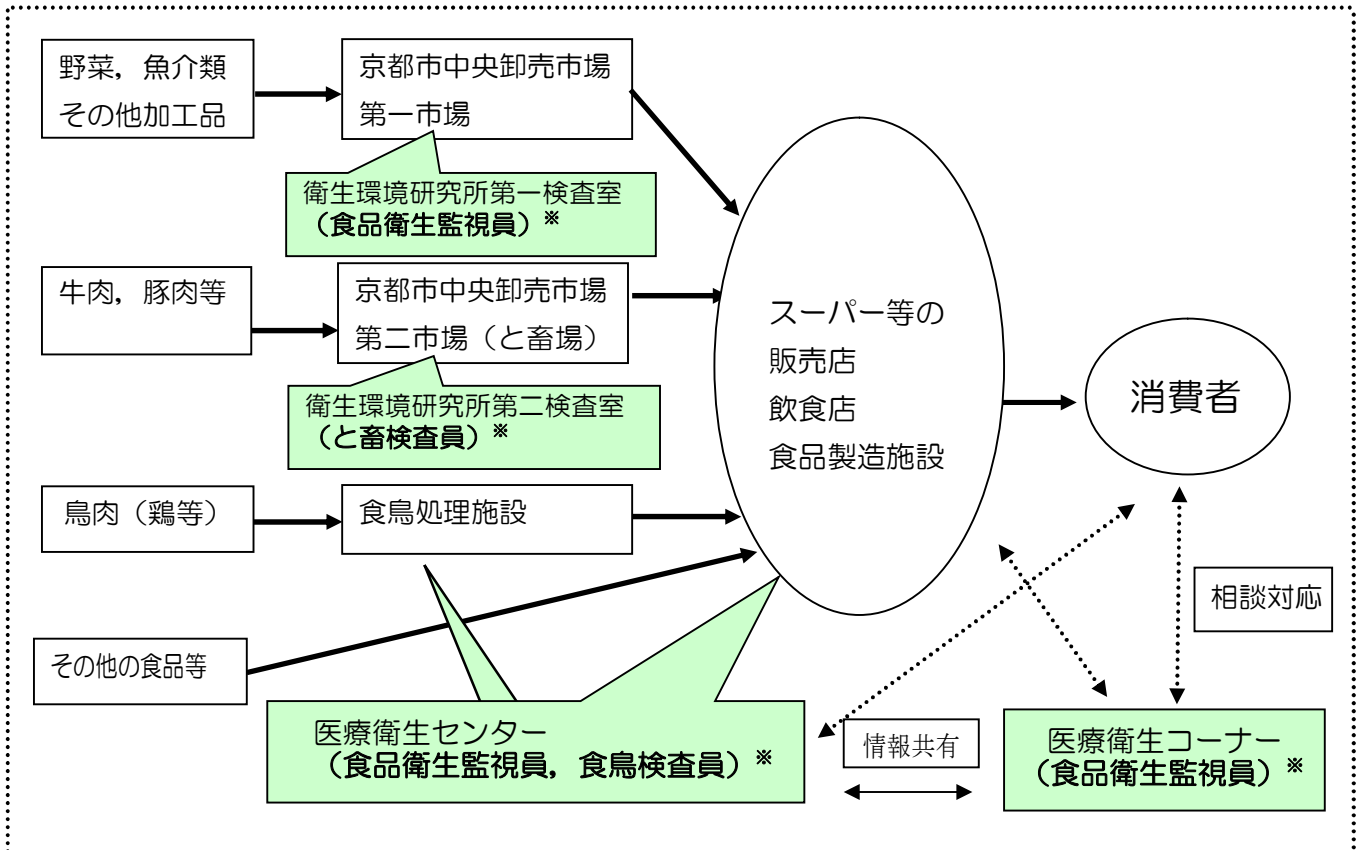 野菜，魚介類
その他加工品
京都市中央卸売市場
第一市場
衛生環境研究所第一検査室
（食品衛生監視員）※
牛肉，豚肉等
京都市中央卸売市場
第二市場（と畜場）
衛生環境研究所第二検査室
（と畜検査員）※
鳥肉（鶏等）
食鳥処理施設
その他の食品等
スーパー等の
販売店
飲食店
食品製造施設
消費者
相談対応
医療衛生センター
（食品衛生監視員，食鳥検査員）※
情報共有
医療衛生コーナー
（食品衛生監視員）※